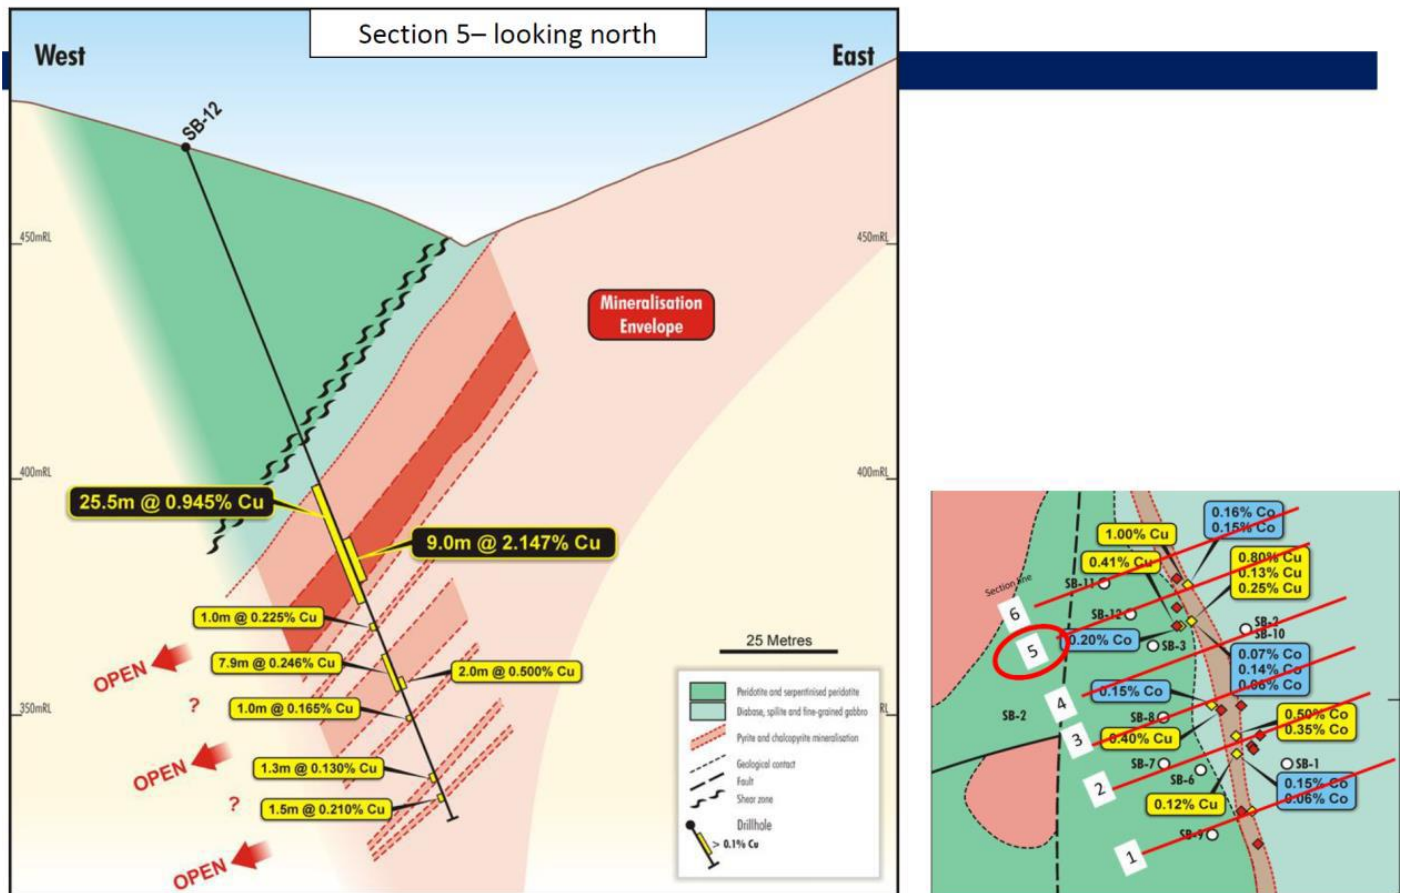 Section 5– looking north
West
East
SB-12
450mRL
450mRL
Mineralisation
Envelope
400mRL
400mRL
25.5m @ 0.945% Cu
9.0m @ 2.147% Cu
1.0m @ 0.225% Cu
7.9m @ 0.246% Cu
2.0m @ 0.500% Cu
1.0m @ 0.165% Cu
1.3m @ 0.130% Cu
1.5m @ 0.210% Cu
OPEN
?
OPEN
?
OPEN
350mRL
RL
25 Metres
Peridotite and serpentinised peridotite
Diabase, spilite and fine-grained gabbro
Pyrite and chalcopyrite mineralisation
Geological contact
Fault
Shear zone
Drillhole
> 0.1% Cu
0.16% Co
0.15% Co
1.00% Cu
0.41% Cu
0.80% Cu
0.13% Cu
0.25% Cu
Section line
SB-11
6
SB-12
0.20% Co
SB-2
SB-10
5
SB-3
0.07% Co
0.14% Co
0.06% Co
0.15% Co
4
SB-2
SB-8
0.50% Co
0.35% Co
3
0.40% Cu
SB-7
SB-6
SB-1
2
0.15% Co
0.06% Co
0.12% Cu
SB-9
1